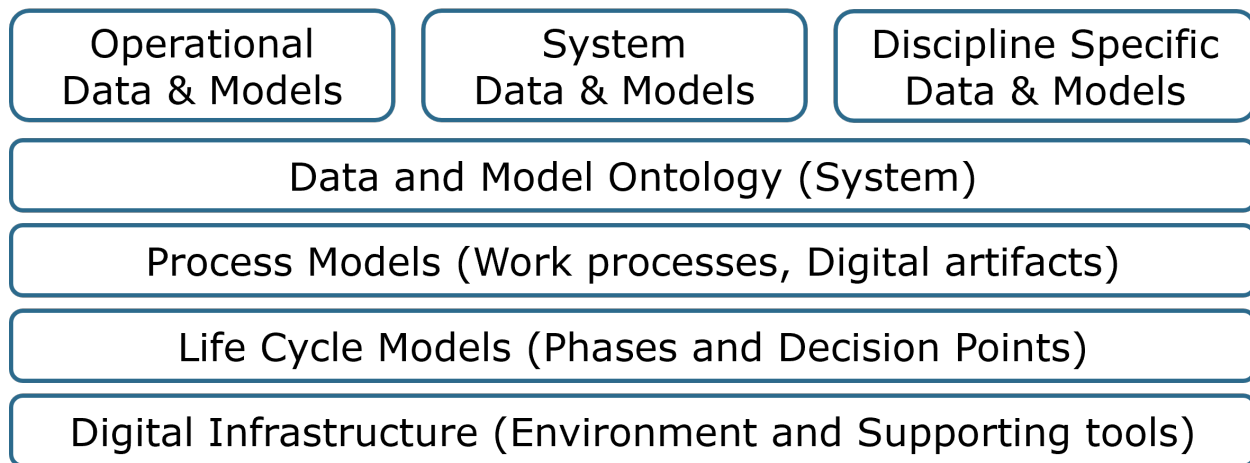 Operational
Data & Models
System
Data & Models
Discipline Specific
Data & Models
Data and Model Ontology (System)
Process Models (Work processes, Digital artifacts)
Life Cycle Models (Phases and Decision Points)
Digital Infrastructure (Environment and Supporting tools)